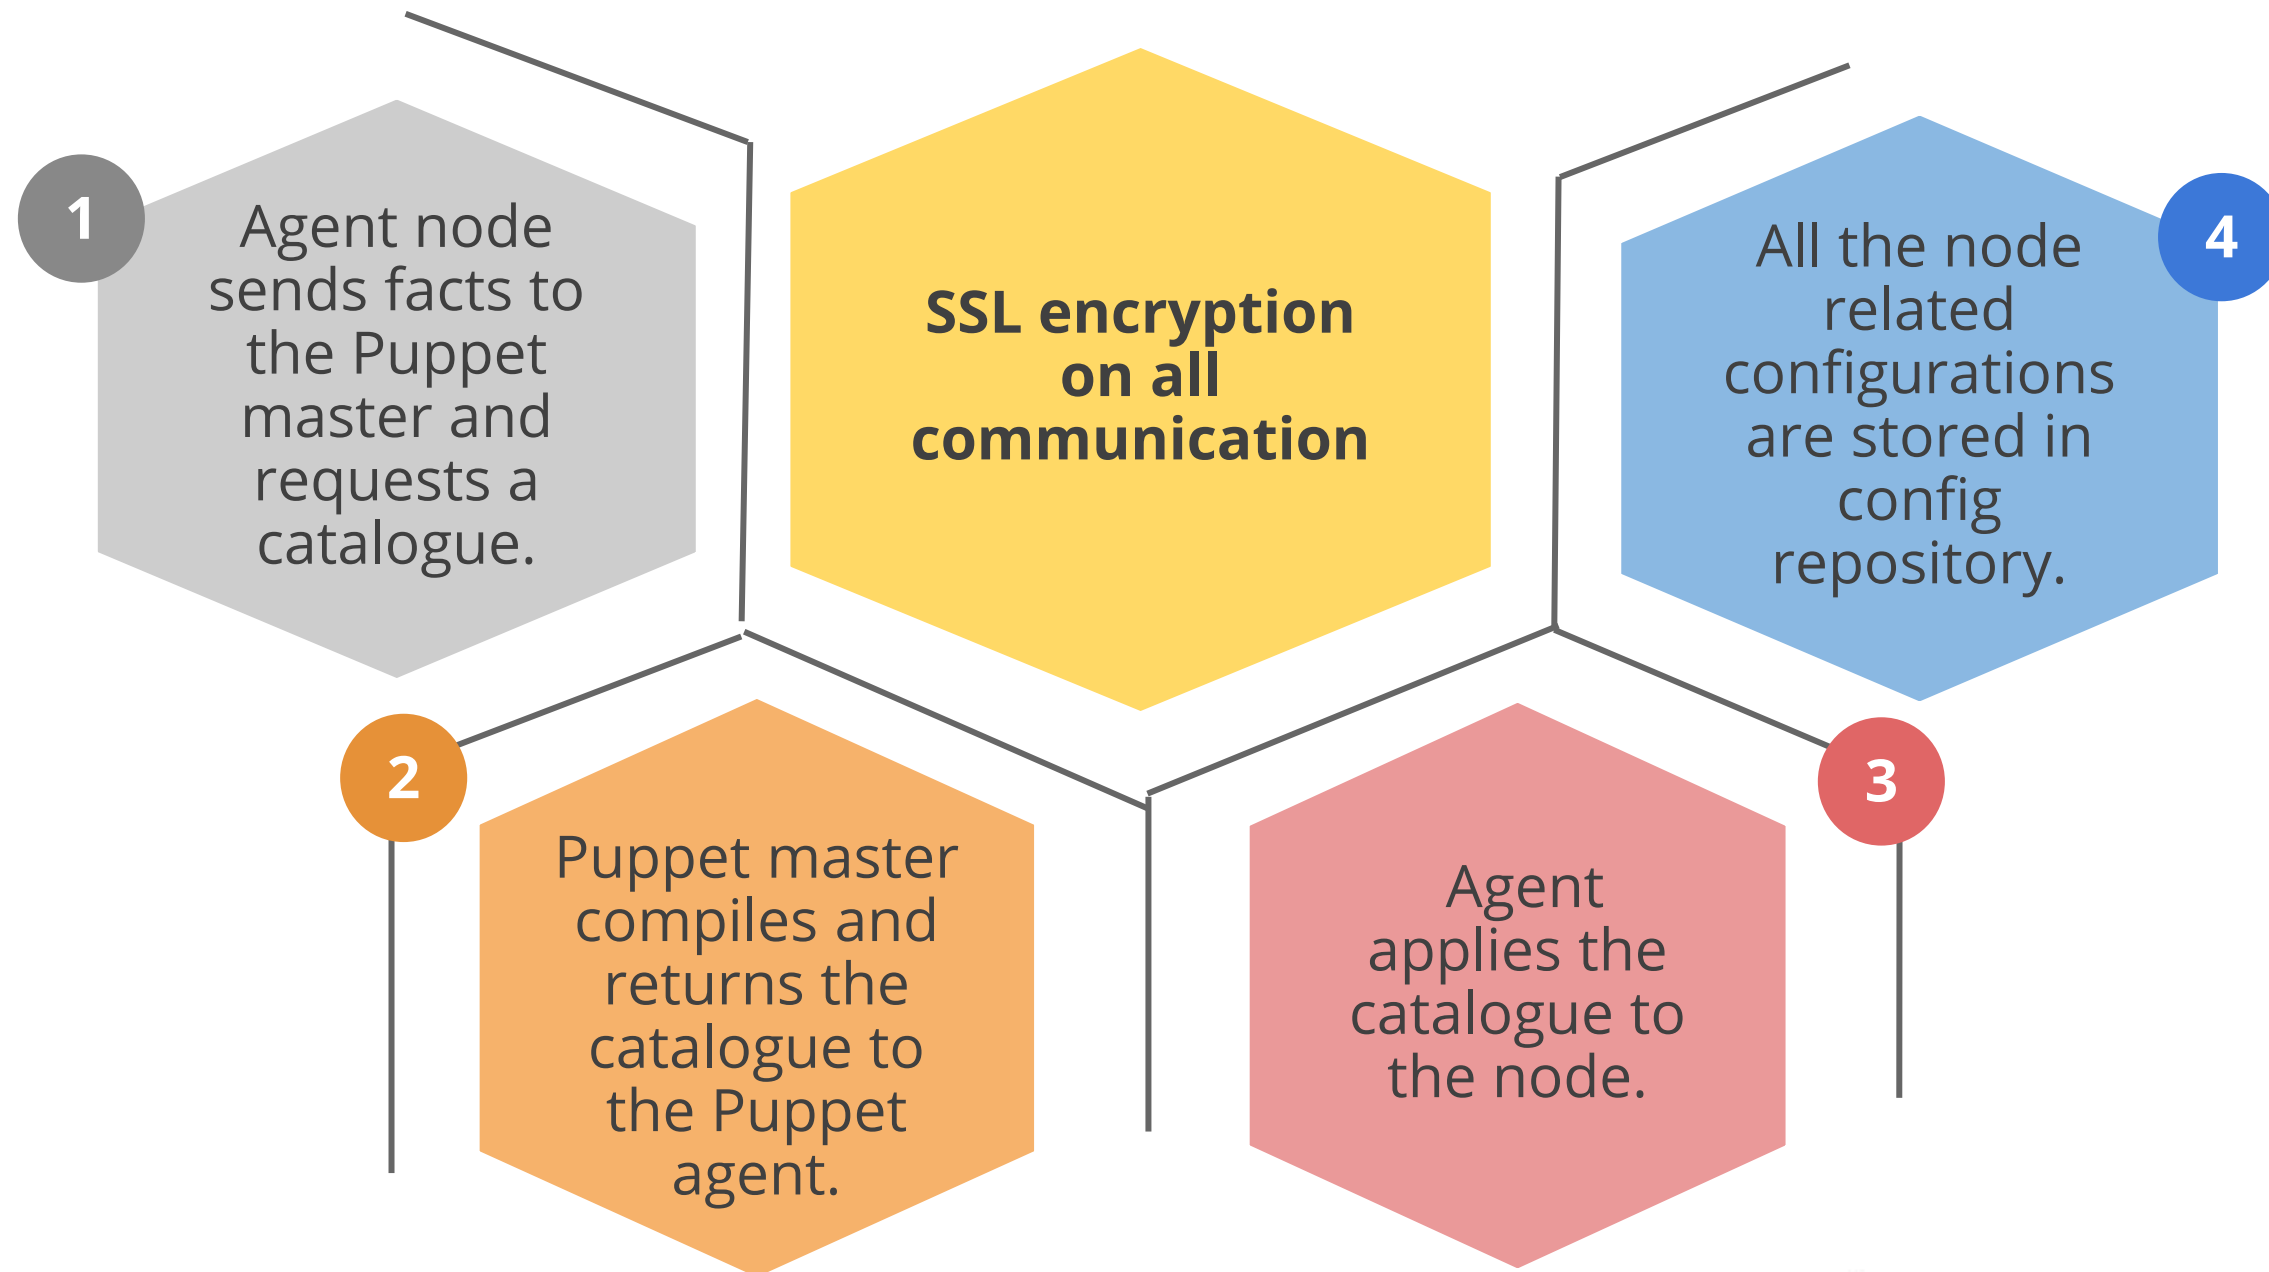 1
Agent node
sends facts to
the Puppet
master and
requests a
catalogue.
SSL encryption
on all
communication
4
All the node
related
configurations
are stored in
config
repository.
2
Puppet master
compiles and
returns the
catalogue to
the Puppet
agent.
3
Agent
applies the
catalogue to
the node.